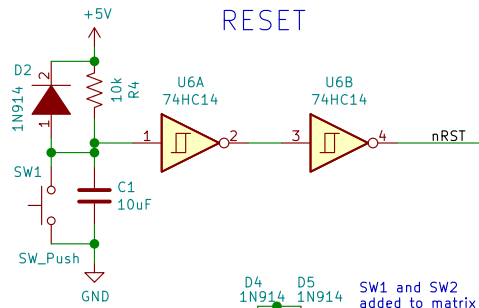 +5V
RESET
D2
2
1N914
1
10k
R4
U6A
74HC14
1
2
U6B
74HC14
3
4
nRST
SW1
C1
10uF
SW_Push
GND
D4
1N914
D5
1N914
SW1 and SW2
added to matrix